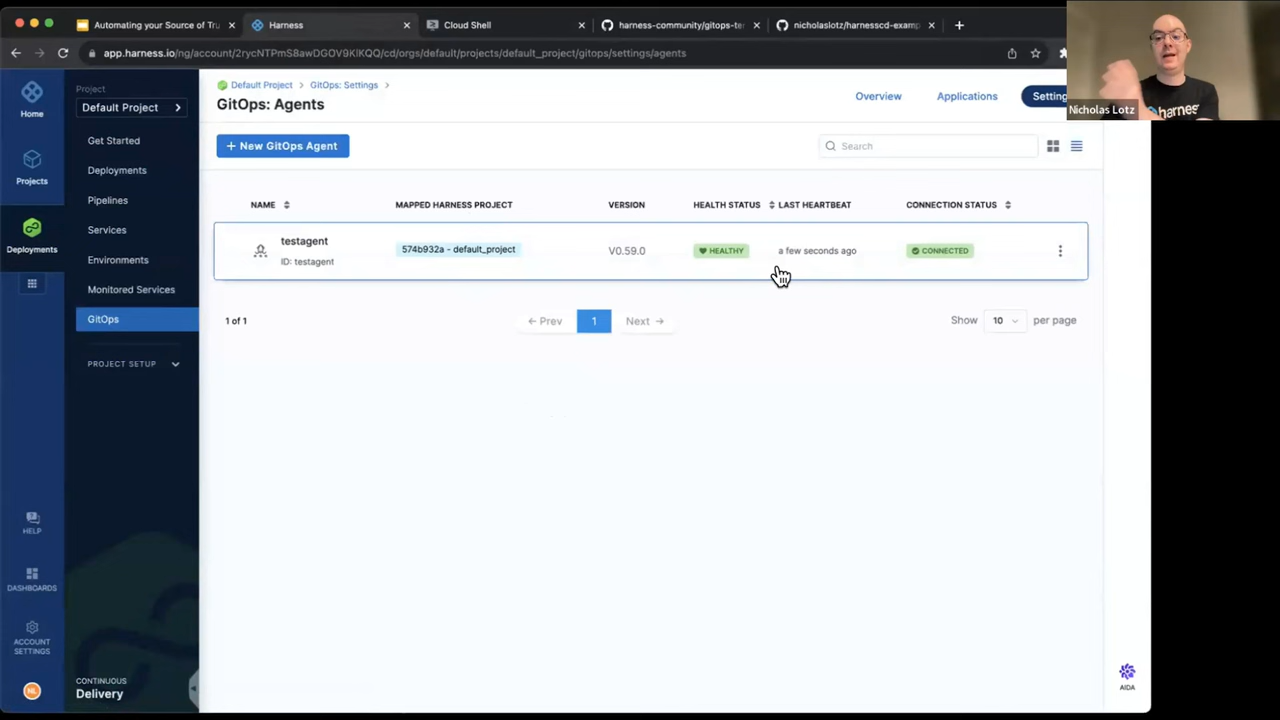 Automating your Source of Tru
Harness
Cloud Shell
harness-community/gitops-te
nicholaslotz/harnesscd-examp
app.harness.io/ng/account/2rycNTPmS8awDGOV9KlKQQ/cd/orgs/default/projects/default_project/gitops/settings/agents
harness
Nicholas Lotz
Home
Projects
Deployments
HELP
DASHBOARDS
ACCOUNT
SETTINGS
NL
Project
Default Project
Get Started
Deployments
Pipelines
Services
Environments
Monitored Services
GitOps
PROJECT SETUP
CONTINUOUS
Delivery
Default Project > GitOps: Settings >
GitOps: Agents
Overview
Applications
Setting
+ New GitOps Agent
Search
NAME MAPPED HARNESS PROJECT VERSION HEALTH STATUS LAST HEARTBEAT CONNECTION STATUS
testagent
ID: testagent
574b932a - default_project
V0.59.0
HEALTHY
a few seconds ago
CONNECTED
1 of 1
← Prev 1 Next →
Show 10 per page
AIDA